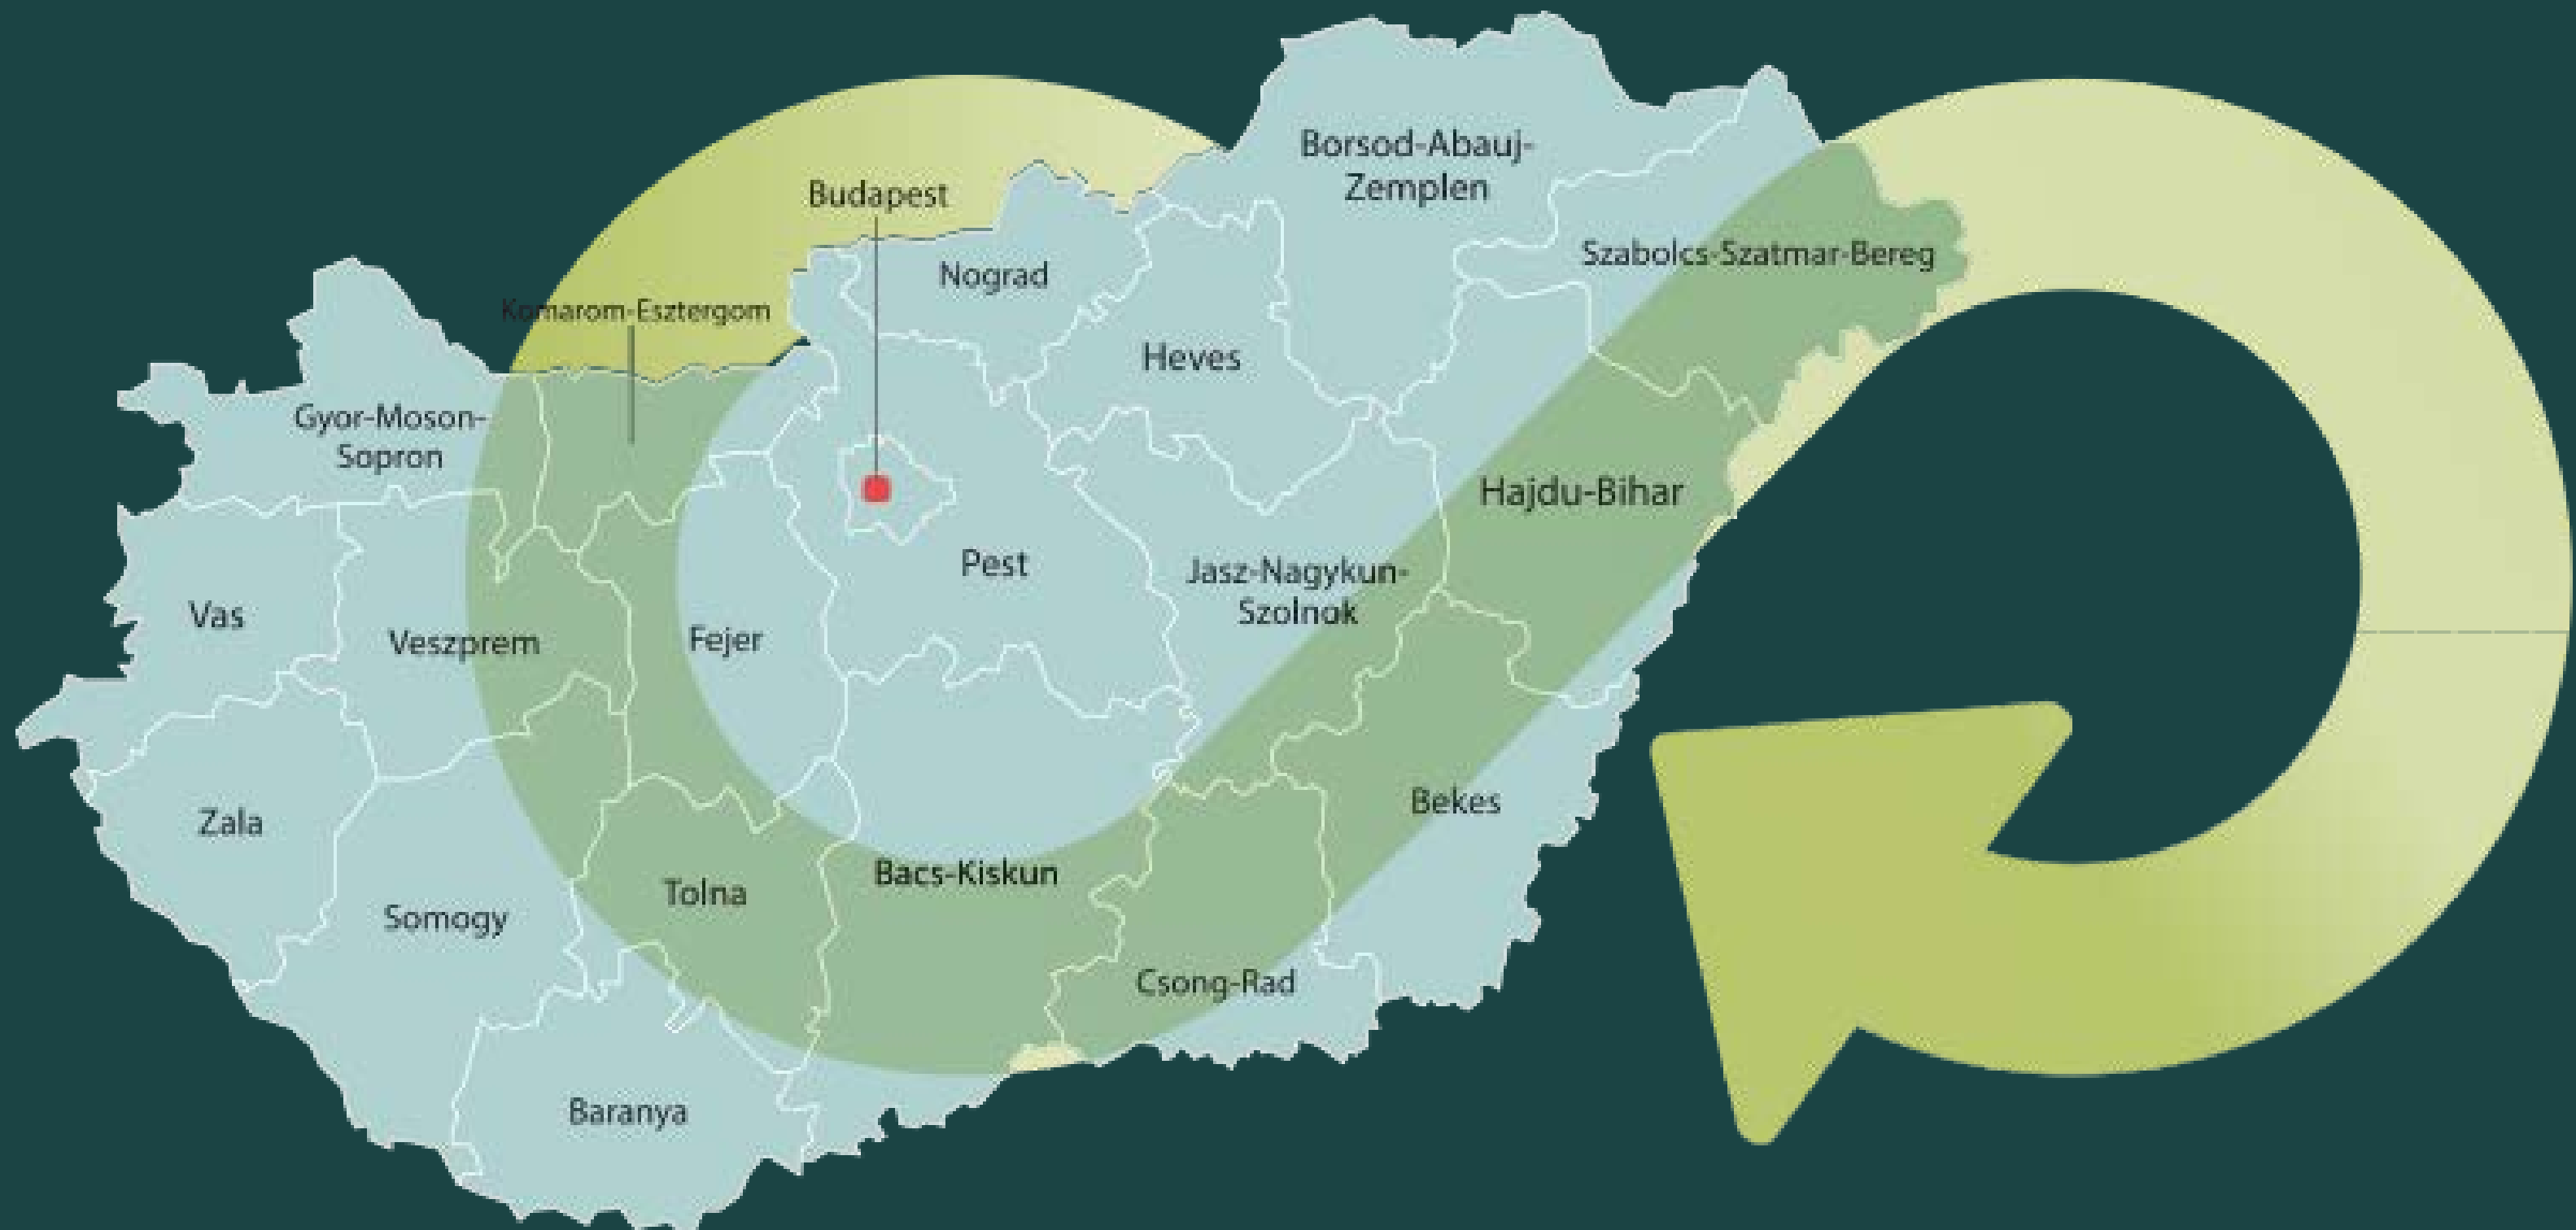 Borsod-Abauj-
Zemplen
Budapest
Szabolcs-Szatmar-Bereg
Nograd
Komarom-Esztergom
Heves
Gyor-Moson-
Sopron
Hajdu-Bihar
Pest
Jasz-Nagykun-
Szolnok
Vas
Veszprem
Fejer
Bekes
Zala
Bacs-Kiskun
Tolna
Somogy
Csong-Rad
Baranya